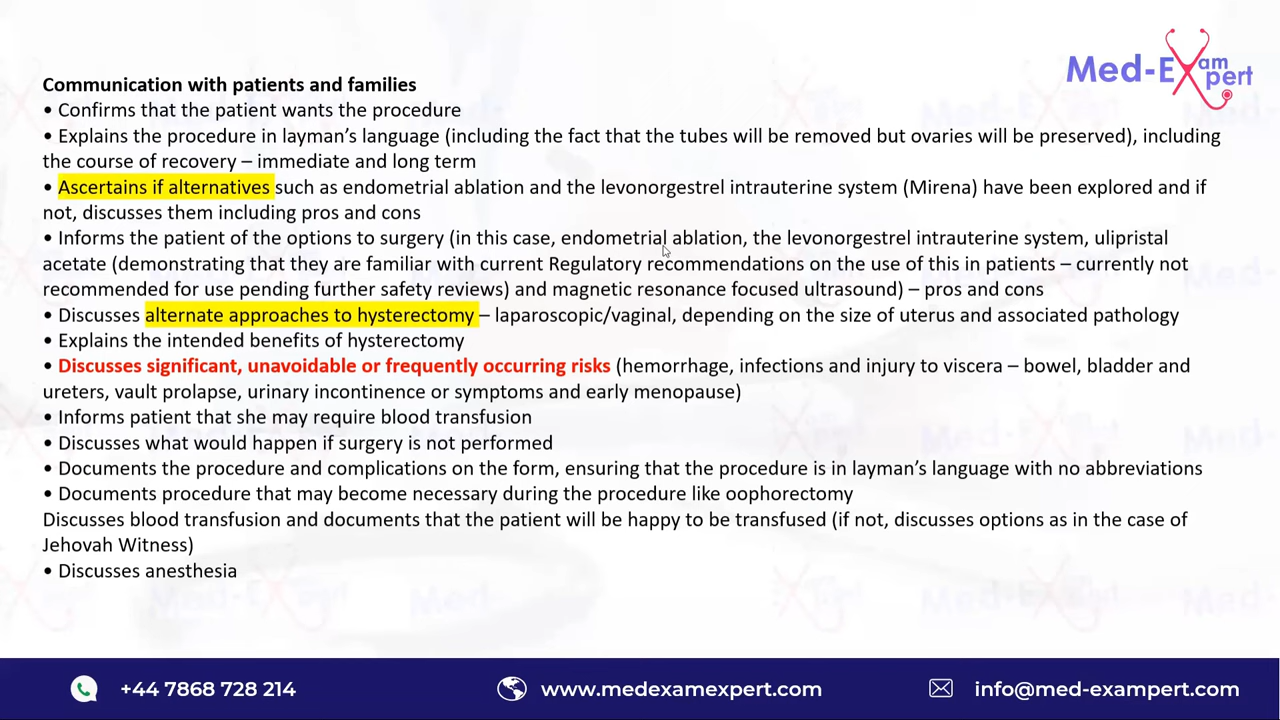 Med-Exam
pert
Communication with patients and families
• Confirms that the patient wants the procedure
• Explains the procedure in layman's language (including the fact that the tubes will be removed but ovaries will be preserved), including
the course of recovery – immediate and long term
• Ascertains if alternatives such as endometrial ablation and the levonorgestrel intrauterine system (Mirena) have been explored and if
not, discusses them including pros and cons
• Informs the patient of the options to surgery (in this case, endometrial ablation, the levonorgestrel intrauterine system, ulipristal
acetate (demonstrating that they are familiar with current Regulatory recommendations on the use of this in patients – currently not
recommended for use pending further safety reviews) and magnetic resonance focused ultrasound) – pros and cons
• Discusses alternate approaches to hysterectomy – laparoscopic/vaginal, depending on the size of uterus and associated pathology
• Explains the intended benefits of hysterectomy
• Discusses significant, unavoidable or frequently occurring risks (hemorrhage, infections and injury to viscera – bowel, bladder and
ureters, vault prolapse, urinary incontinence or symptoms and early menopause)
• Informs patient that she may require blood transfusion
• Discusses what would happen if surgery is not performed
• Documents the procedure and complications on the form, ensuring that the procedure is in layman's language with no abbreviations
• Documents procedure that may become necessary during the procedure like oophorectomy
Discusses blood transfusion and documents that the patient will be happy to be transfused (if not, discusses options as in the case of
Jehovah Witness)
• Discusses anesthesia
+44 7868 728 214
www.medexamexpert.com
info@med-exampert.com